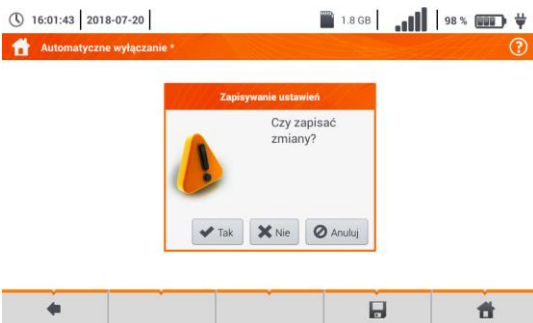 16:01:43 2018-07-20 1.8 GB 98 %
Automatyczne wyłączanie * ?
Zapisywanie ustawień
Czy zapisać
zmiany?
Tak Nie Anuluj